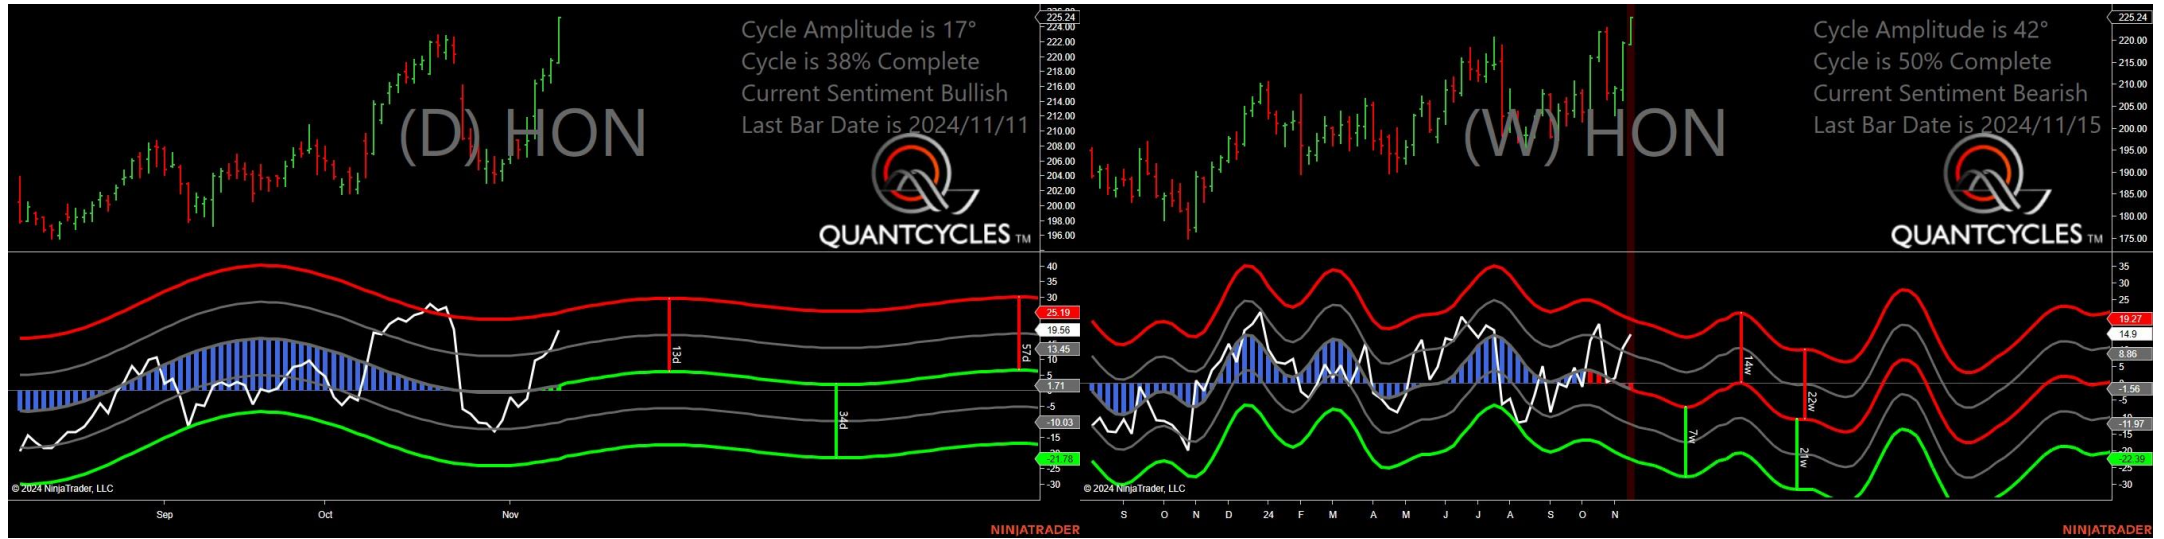 Cycle Amplitude is 17°
Cycle is 38% Complete
Current Sentiment Bullish
Last Bar Date is 2024/11/11
(D) HON
QUANTCYCLES TM
225.24
224.00
222.00
220.00
218.00
216.00
214.00
212.00
210.00
208.00
206.00
204.00
202.00
200.00
198.00
196.00
40
35
30
25.19
19.56
13.45
10
5
1.71
-5
-10.03
-15
-21.78
-25
-30
13d
34d
57d
© 2024 NinjaTrader, LLC
Sep
Oct
Nov
NINJATRADER
Cycle Amplitude is 42°
Cycle is 50% Complete
Current Sentiment Bearish
Last Bar Date is 2024/11/15
(W) HON
QUANTCYCLES TM
225.24
220.00
215.00
210.00
205.00
200.00
195.00
190.00
185.00
180.00
175.00
35
30
25
19.27
14.9
8.86
5
-1.56
-5
-11.97
-15
-22.39
-25
-30
14w
22w
7w
21w
© 2024 NinjaTrader, LLC
S O N D 24 F M A M J J A S O N
NINJATRADER